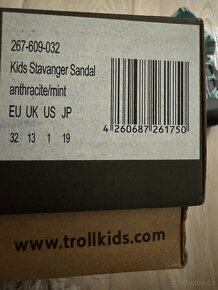 267-609-032
Kids Stavanger Sandal
anthracite/mint
EU UK US JP
32 13 1 19
4 260687 261750
www.trollkids.com